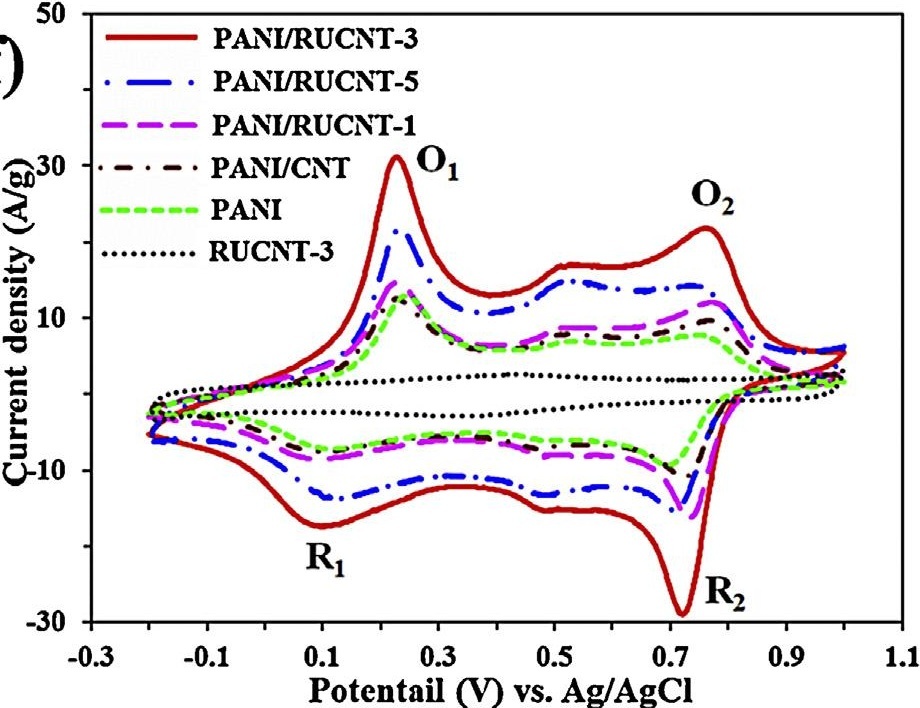 50
PANI/RUCNT-3
PANI/RUCNT-5
PANI/RUCNT-1
PANI/CNT
PANI
RUCNT-3
30
10
-10
-30
Current density (A/g)
O1
O2
R1
R2
-0.3 -0.1 0.1 0.3 0.5 0.7 0.9 1.1
Potentail (V) vs. Ag/AgCl